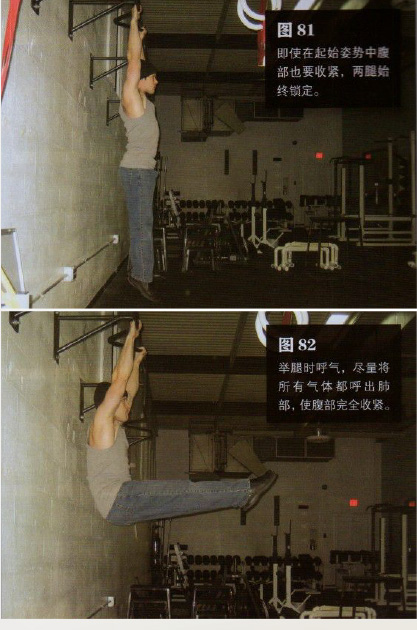 图 81
即使在起始姿势中腹
部也要收紧，两腿始
终锁定。
图 82
举腿时呼气，尽量将
所有气体都呼出肺
部，使腹部完全收紧。